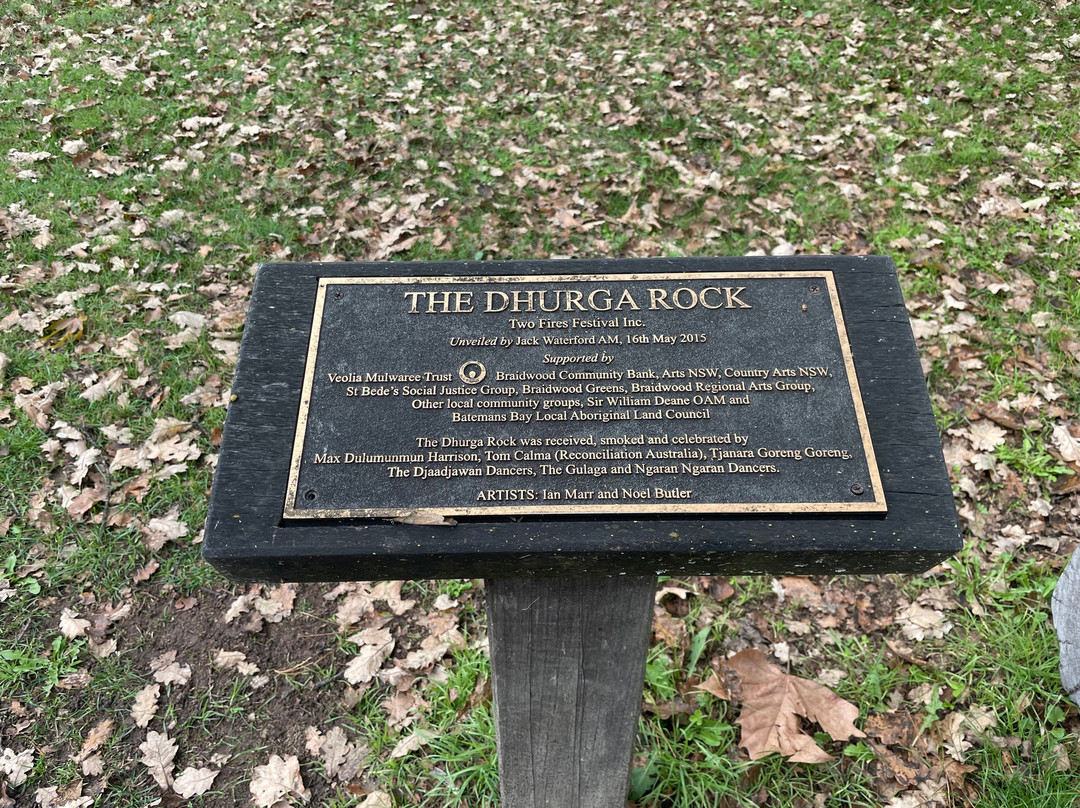 THE DHURGA ROCK
Two Fires Festival Inc.
Unveiled by Jack Waterford AM, 16th May 2015
Supported by
Veolia Mulwaree Trust Braidwood Community Bank, Arts NSW, Country Arts NSW,
St Bede's Social Justice Group, Braidwood Greens, Braidwood Regional Arts Group,
Other local community groups, Sir William Deane OAM and
Batemans Bay Local Aboriginal Land Council
The Dhurga Rock was received, smoked and celebrated by
Max Dulumunmun Harrison, Tom Calma (Reconciliation Australia), Tjanara Goreng Goreng,
The Djaadjawan Dancers, The Gulaga and Ngaran Ngaran Dancers.
ARTISTS: Ian Marr and Noel Butler